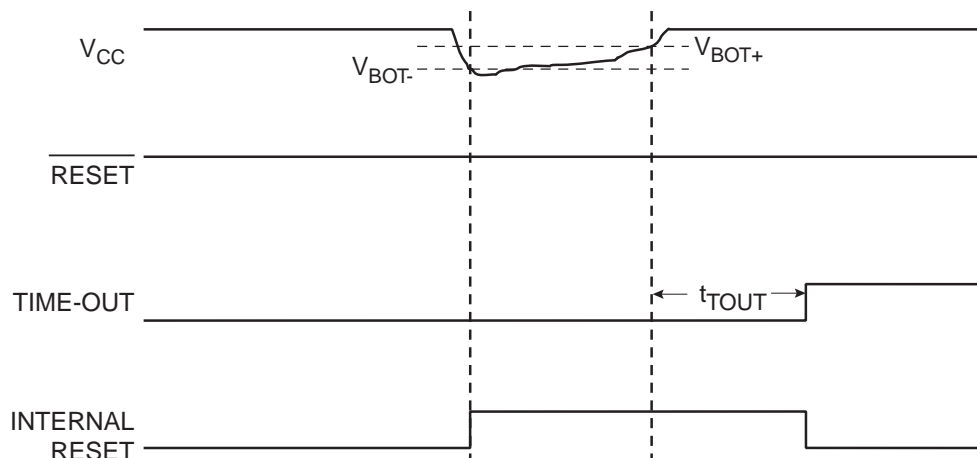 VCC
VBOT-
VBOT+
RESET
TIME-OUT
tTOUT
INTERNAL
RESET